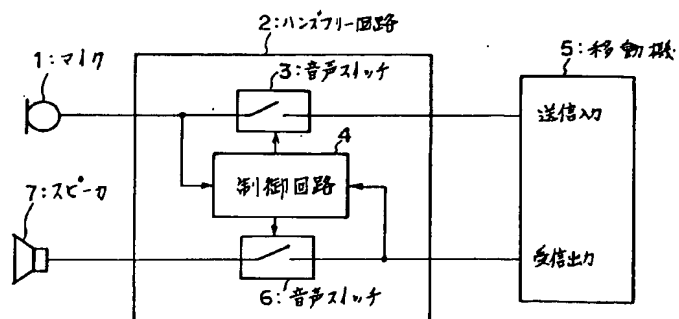 2:ハンズフリー回路
1:マイク
3:音声スイッチ
5:移動機
送信入力
4
制御回路
7:スピーカ
受信出力
6:音声スイッチ